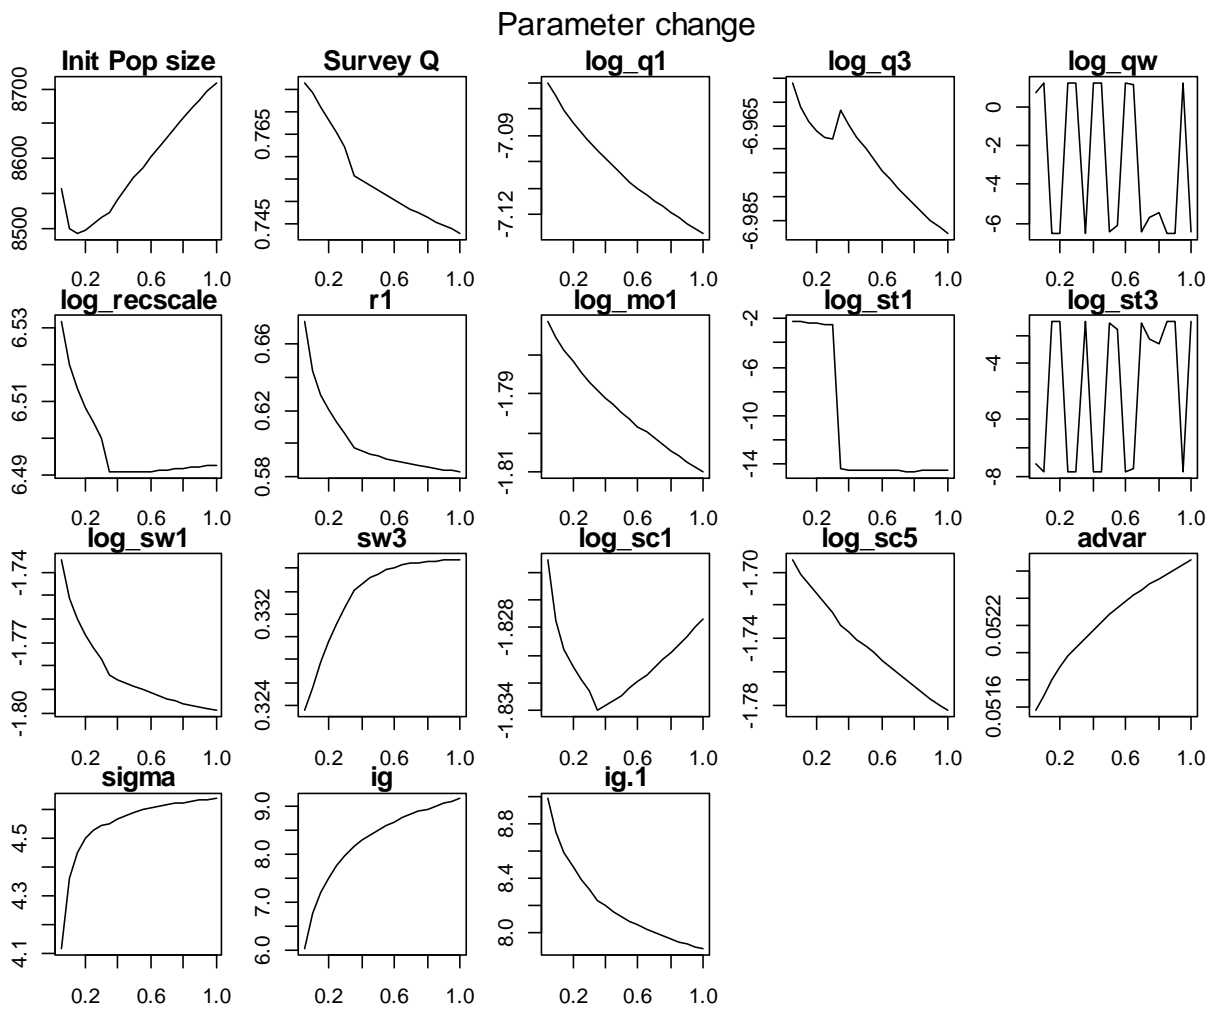 Parameter change
Init Pop size Survey Q log_q1 log_q3 log_qw
8700 8600 8500
0.765 0.745
-7.09 -7.12
-6.965 -6.985
0 -2 -4 -6
0.2 0.6 1.0 0.2 0.6 1.0 0.2 0.6 1.0 0.2 0.6 1.0 0.2 0.6 1.0
log_recscale r1 log_mo1 log_st1 log_st3
6.53 6.51 6.49
0.66 0.62 0.58
-1.79 -1.81
-2 -6 -10 -14
-4 -6 -8
0.2 0.6 1.0 0.2 0.6 1.0 0.2 0.6 1.0 0.2 0.6 1.0 0.2 0.6 1.0
log_sw1 sw3 log_sc1 log_sc5 advar
-1.74 -1.77 -1.80
0.332 0.324
-1.828 -1.834
-1.70 -1.74 -1.78
0.0522 0.0516
0.2 0.6 1.0 0.2 0.6 1.0 0.2 0.6 1.0 0.2 0.6 1.0 0.2 0.6 1.0
sigma ig ig.1
4.5 4.3 4.1
9.0 8.0 7.0 6.0
8.8 8.4 8.0
0.2 0.6 1.0 0.2 0.6 1.0 0.2 0.6 1.0